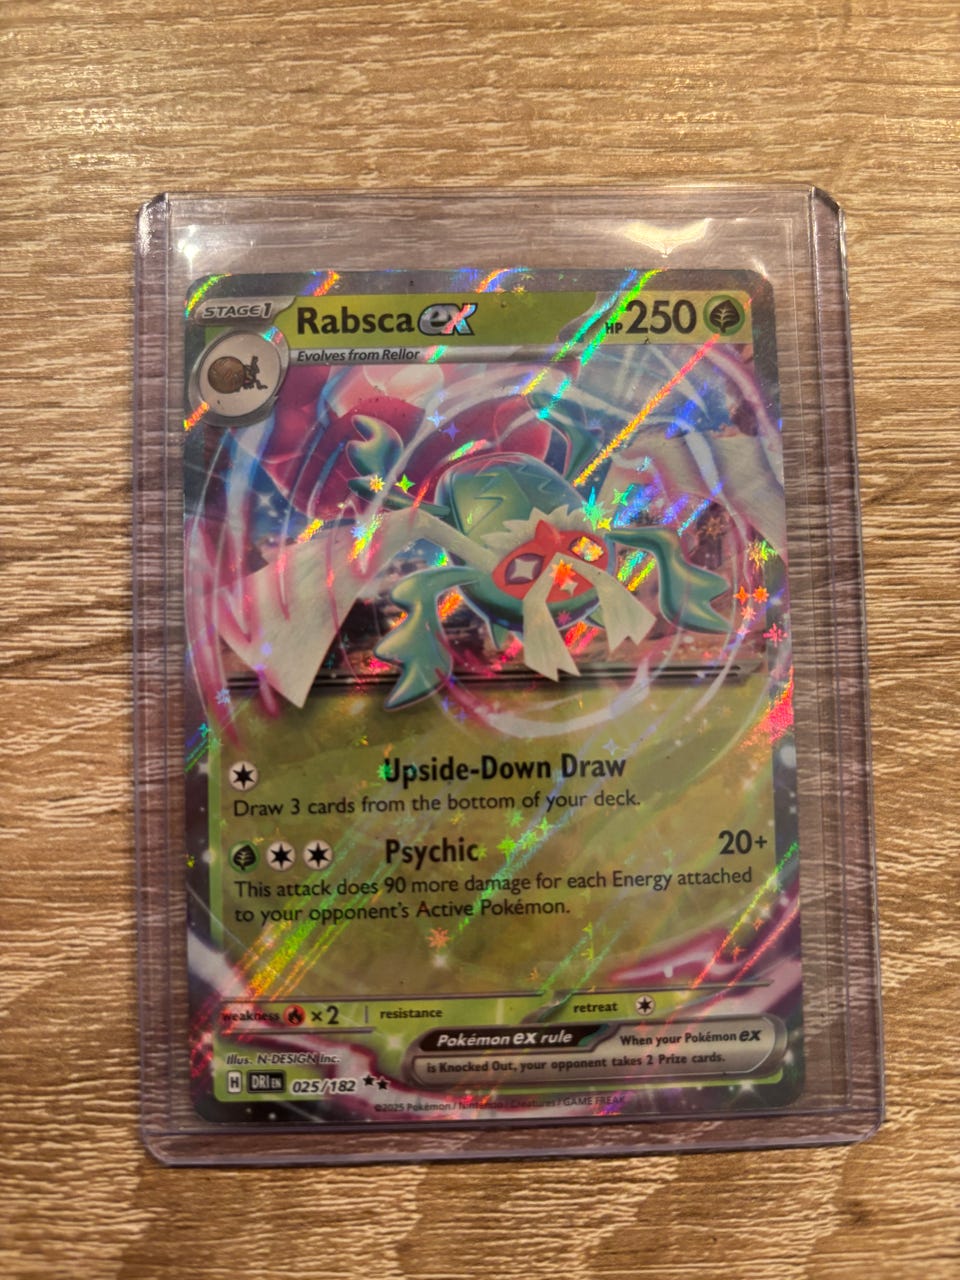 STAGE 1 Rabsca ex HP 250
Evolves from Rellor
Upside-Down Draw
Draw 3 cards from the bottom of your deck.
Psychic 20+
This attack does 90 more damage for each Energy attached
to your opponent's Active Pokémon.
weakness ×2 resistance retreat
Pokémon ex rule When your Pokémon ex
is Knocked Out, your opponent takes 2 Prize cards.
Illus. N-DESIGN Inc.
H DRI EN 025/182
©2025 Pokémon / Nintendo / Creatures / GAME FREAK